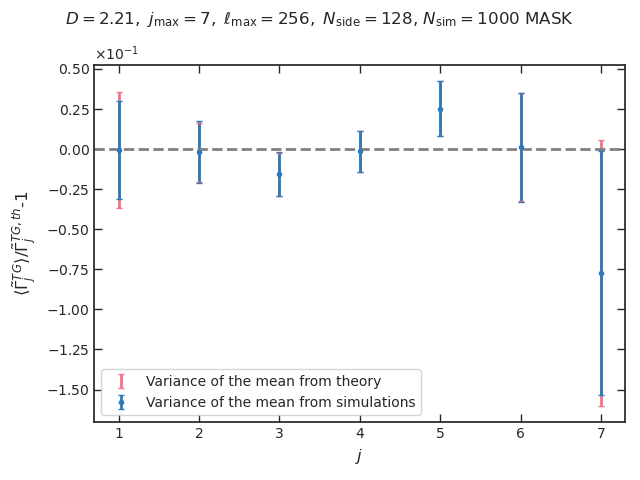 D = 2.21, j_max = 7, ℓ_max = 256, N_side = 128, N_sim = 1000 MASK
×10⁻¹
0.50
0.25
0.00
−0.25
−0.50
−0.75
−1.00
−1.25
−1.50
⟨Γ̃_j^{TG}⟩/Γ̃_j^{TG, th}-1
Variance of the mean from theory
Variance of the mean from simulations
1 2 3 4 5 6 7
j